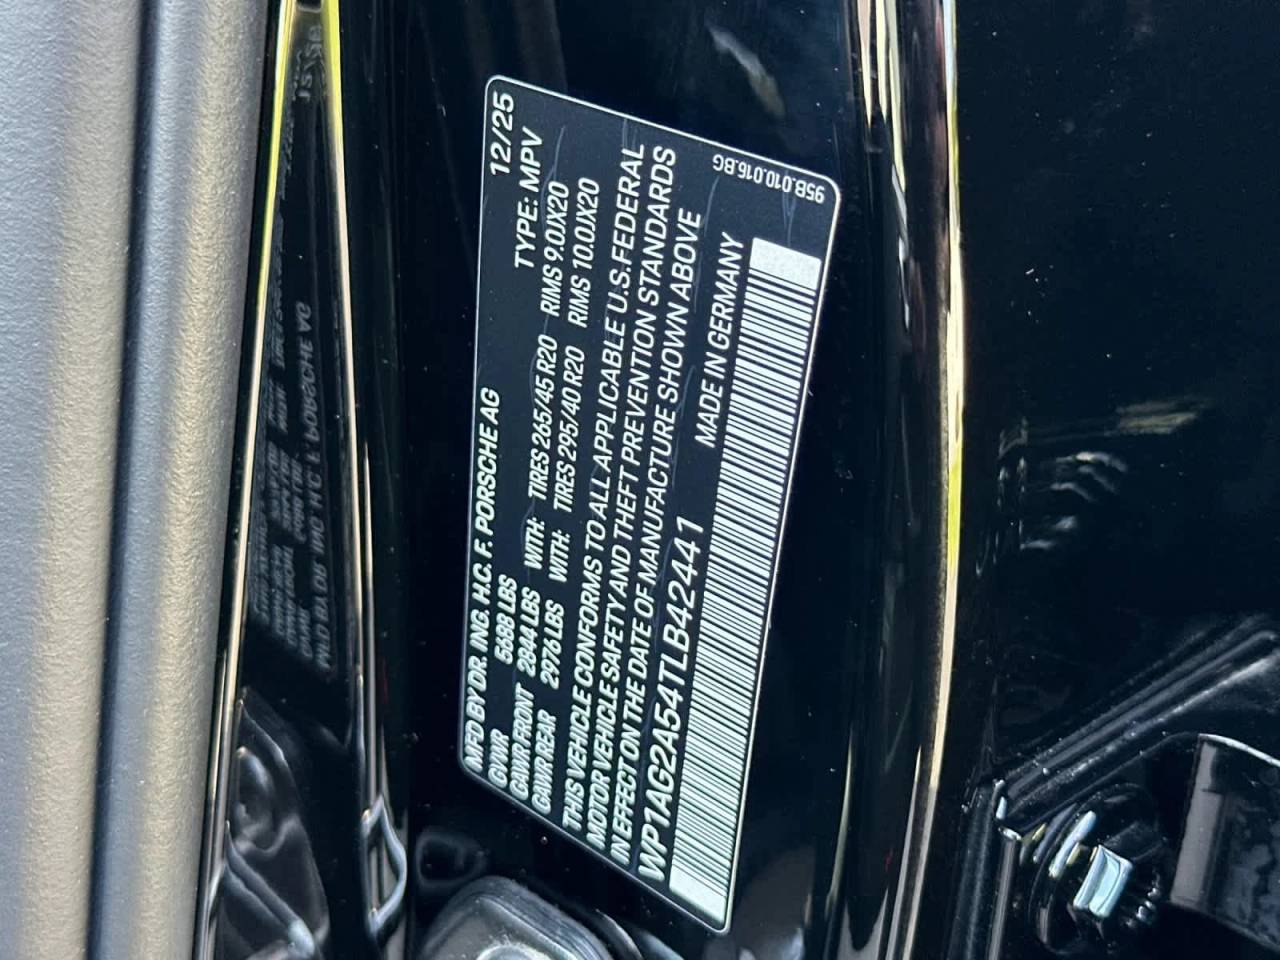 MFD BY DR. ING. H.C. F. PORSCHE AG 12/25
GVWR 5688 LBS TYPE: MPV
GAWR FRONT 2844 LBS WITH: TIRES 265/45 R20 RIMS 9.0JX20
GAWR REAR 2976 LBS WITH: TIRES 295/40 R20 RIMS 10.0JX20
THIS VEHICLE CONFORMS TO ALL APPLICABLE U.S.FEDERAL
MOTOR VEHICLE SAFETY AND THEFT PREVENTION STANDARDS
IN EFFECT ON THE DATE OF MANUFACTURE SHOWN ABOVE
WP1AG2A54TLB42441 MADE IN GERMANY
95B.010.016.BG